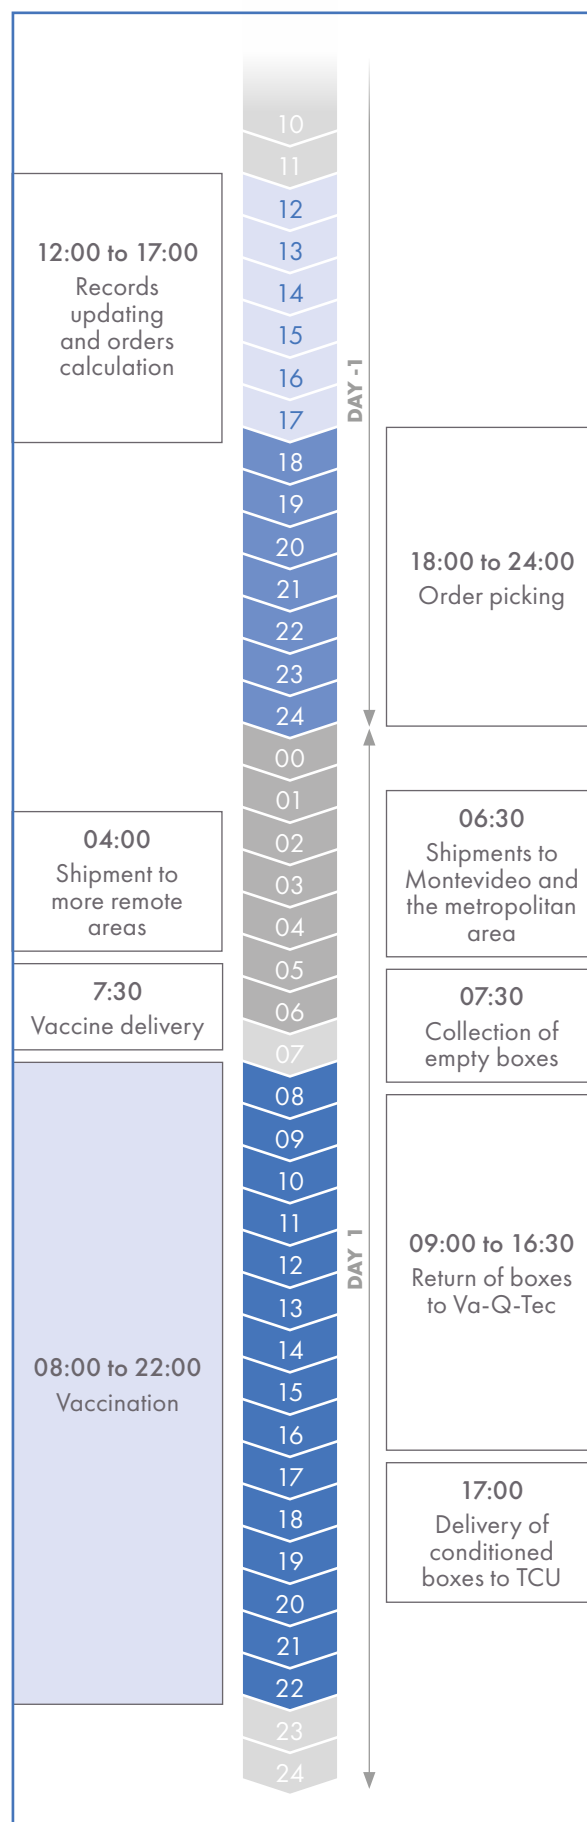 10
11
12:00 to 17:00
Records
updating
and orders
calculation
12
13
14
15
16
17
DAY -1
18
19
20
21
22
23
24
18:00 to 24:00
Order picking
00
01
02
03
04
05
06
07
04:00
Shipment to
more remote
areas
06:30
Shipments to
Montevideo and
the metropolitan
area
7:30
Vaccine delivery
07:30
Collection of
empty boxes
08
09
10
11
12
13
14
15
16
17
18
19
20
21
22
23
24
DAY 1
08:00 to 22:00
Vaccination
09:00 to 16:30
Return of boxes
to Va-Q-Tec
17:00
Delivery of
conditioned
boxes to TCU